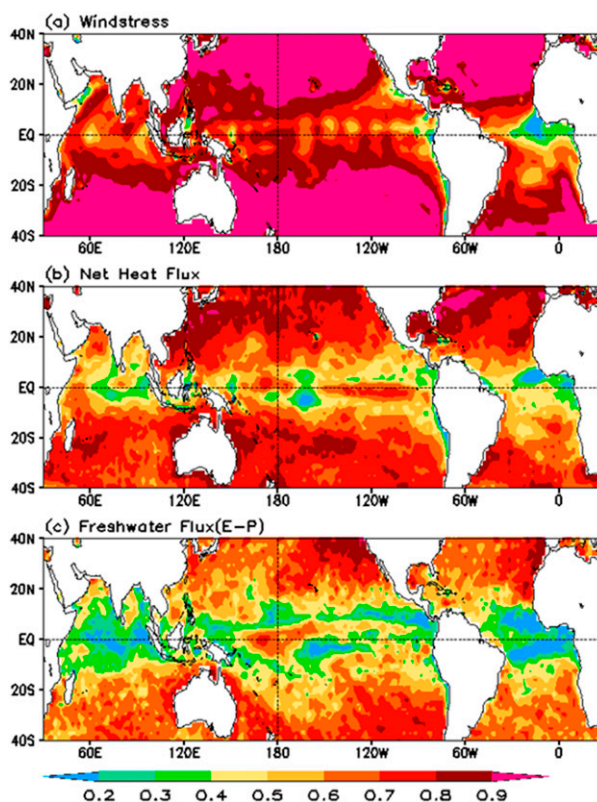 (a) Windstress
40N
20N
EQ
20S
40S
60E 120E 180 120W 60W 0
(b) Net Heat Flux
40N
20N
EQ
20S
40S
60E 120E 180 120W 60W 0
(c) Freshwater Flux(E-P)
40N
20N
EQ
20S
40S
60E 120E 180 120W 60W 0
0.2 0.3 0.4 0.5 0.6 0.7 0.8 0.9